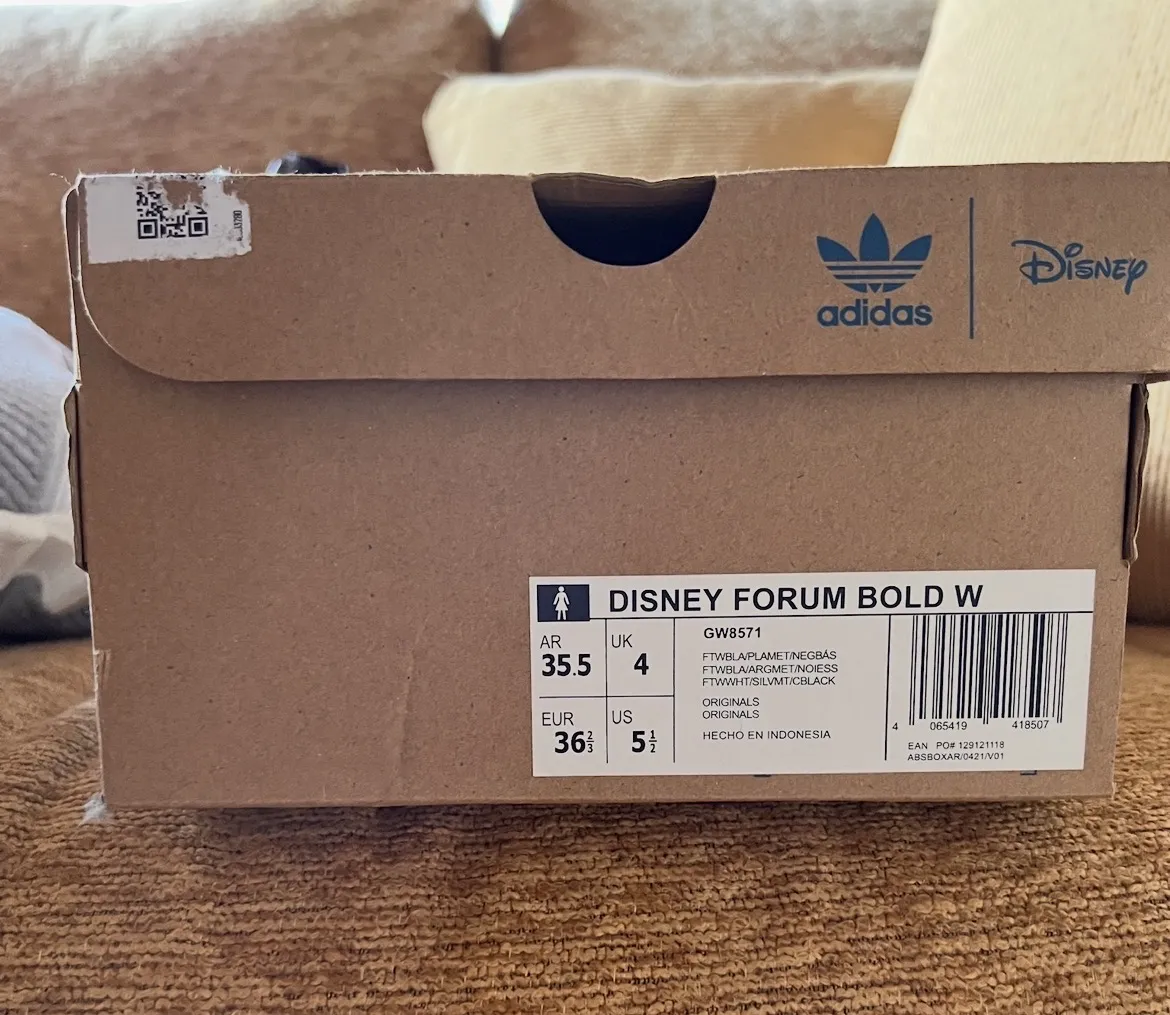 adidas
Disney
DISNEY FORUM BOLD W
AR
35.5
UK
4
EUR
36 2/3
US
5 1/2
GW8571
FTWBLA/PLAMET/NEGBÁS
FTWBLA/ARGMET/NOIESS
FTWWHT/SILVMT/CBLACK
ORIGINALS
ORIGINALS
HECHO EN INDONESIA
4 065419 418507
EAN PO# 129121118
ABSBOXAR/0421/V01